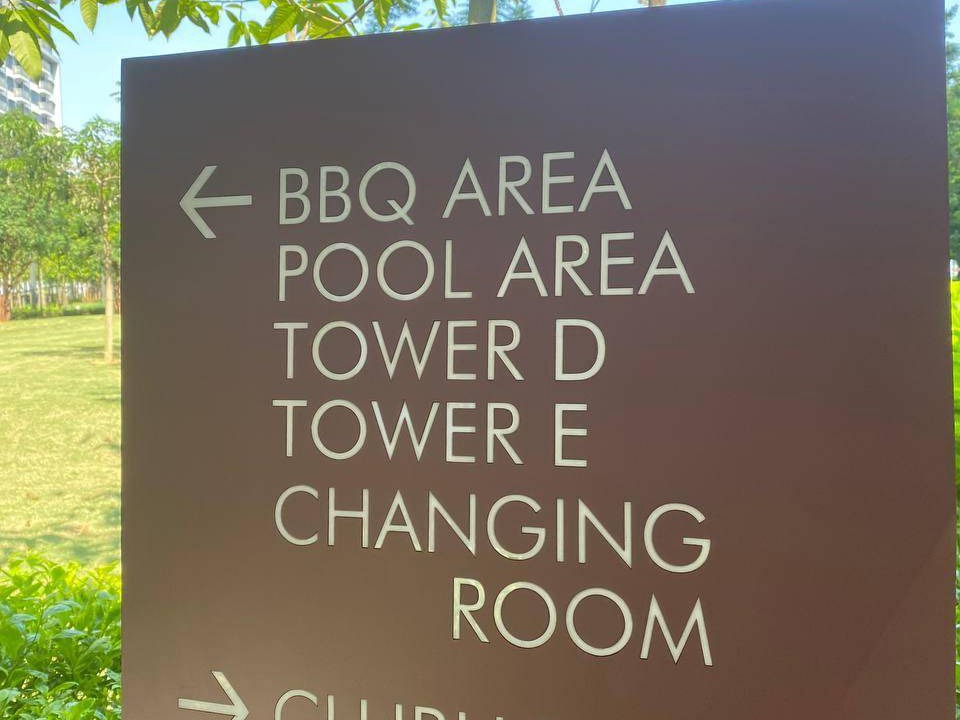 ← BBQ AREA
POOL AREA
TOWER D
TOWER E
CHANGING
ROOM
→